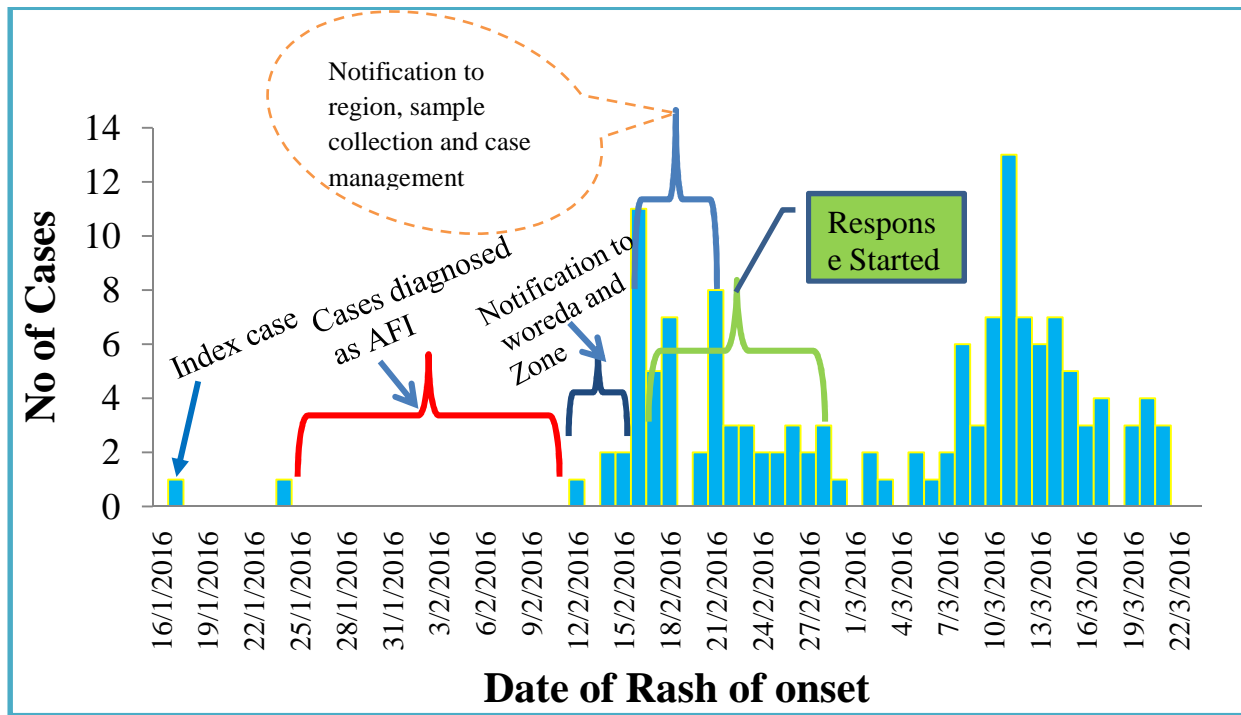 Notification to
region, sample
collection and case
management
14
12
10
8
6
4
2
0
No of Cases
Index case
Cases diagnosed
as AFI
Notification to
woreda and
Zone
Respons
e Started
16/1/2016
19/1/2016
22/1/2016
25/1/2016
28/1/2016
31/1/2016
3/2/2016
6/2/2016
9/2/2016
12/2/2016
15/2/2016
18/2/2016
21/2/2016
24/2/2016
27/2/2016
1/3/2016
4/3/2016
7/3/2016
10/3/2016
13/3/2016
16/3/2016
19/3/2016
22/3/2016
Date of Rash of onset